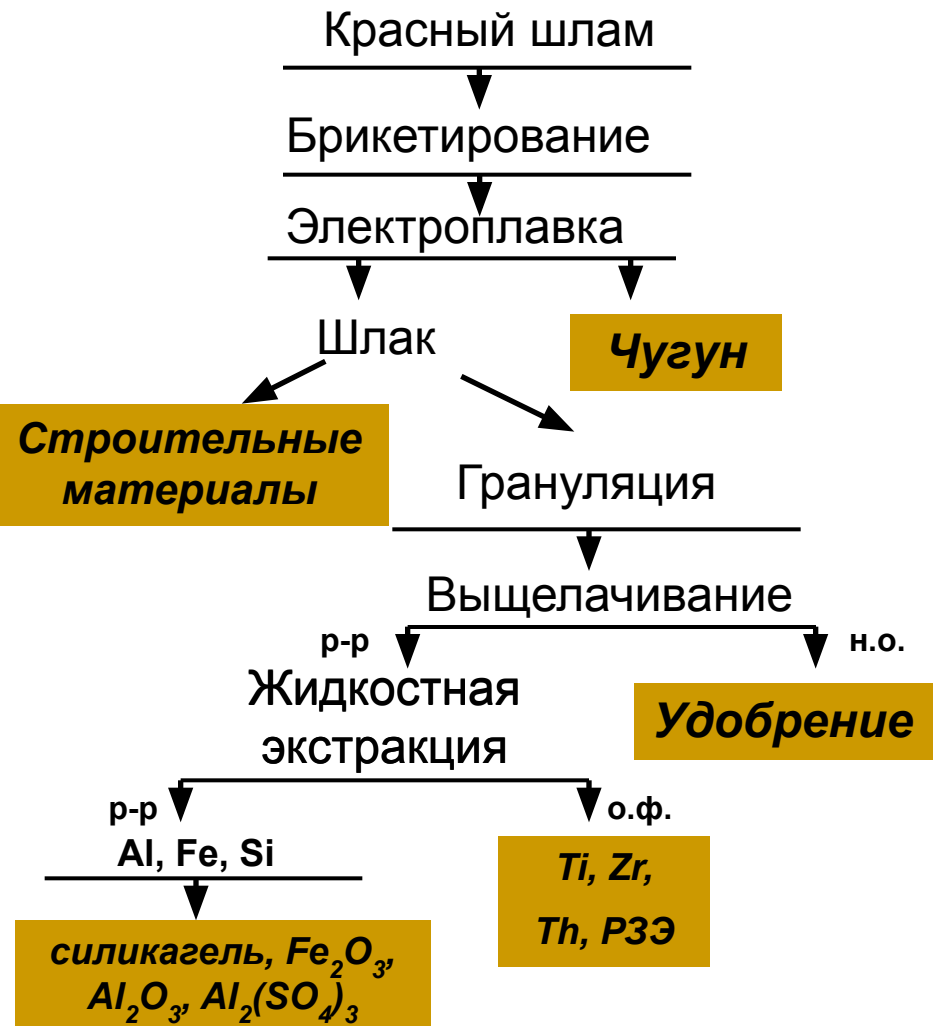 Красный шлам
Брикетирование
Электроплавка
Шлак
Чугун
Строительные
материалы
Грануляция
Выщелачивание
р-р
н.о.
Жидкостная
экстракция
Удобрение
р-р
о.ф.
Al, Fe, Si
Ti, Zr,
Th, РЗЭ
силикагель, Fe₂O₃,
Al₂O₃, Al₂(SO₄)₃